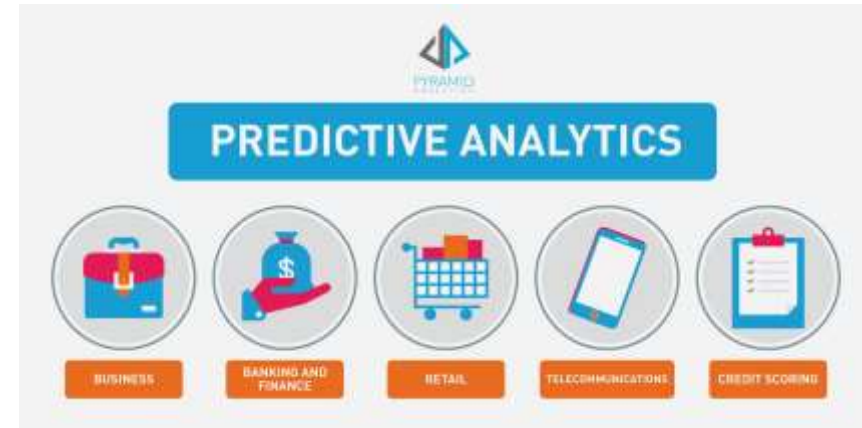 PYRAMID
PREDICTIVE ANALYTICS
$
BUSINESS
BANKING AND
FINANCE
RETAIL
TELECOMMUNICATIONS
CREDIT SCORING